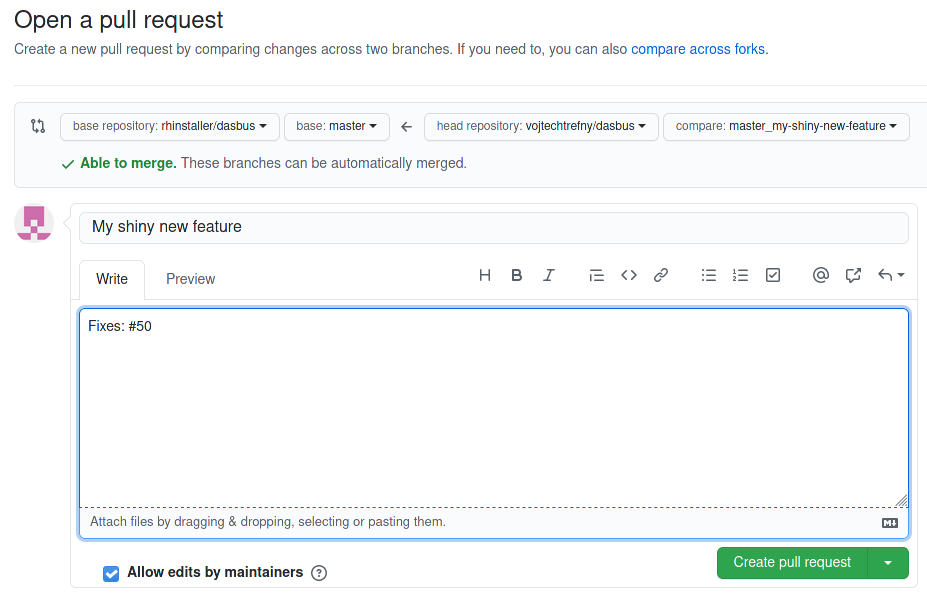 Open a pull request
Create a new pull request by comparing changes across two branches. If you need to, you can also compare across forks.
base repository: rhinstaller/dasbus base: master head repository: vojtechtrefny/dasbus compare: master_my-shiny-new-feature
Able to merge. These branches can be automatically merged.
My shiny new feature
Write Preview
Fixes: #50
Attach files by dragging & dropping, selecting or pasting them.
Allow edits by maintainers
Create pull request